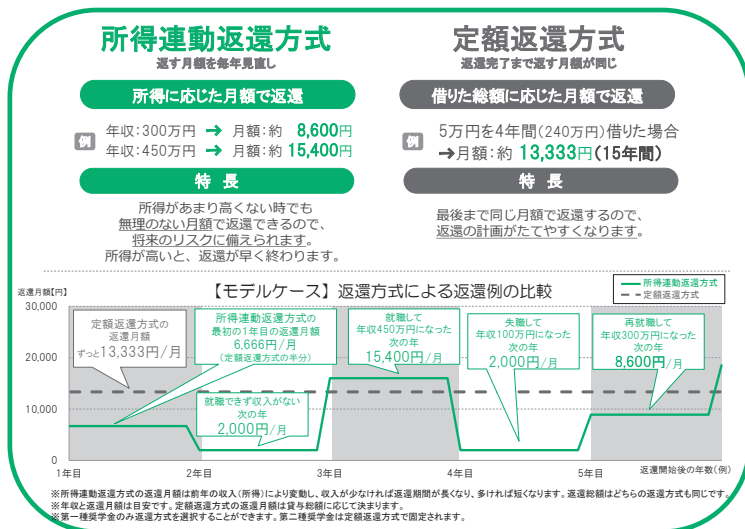 所得連動返還方式
返す月額を毎年見直し
所得に応じた月額で返還
例
年収:300万円 → 月額:約 8,600円
年収:450万円 → 月額:約 15,400円
特 長
所得があまり高くない時でも
無理のない月額で返還できるので、
将来のリスクに備えられます。
所得が高いと、返還が早く終わります。
定額返還方式
返還完了まで返す月額が同じ
借りた総額に応じた月額で返還
例
5万円を4年間(240万円)借りた場合
→月額:約 13,333円(15年間)
特 長
最後まで同じ月額で返還するので、
返還の計画がたてやすくなります。
【モデルケース】返還方式による返還例の比較
所得連動返還方式
定額返還方式
返還月額[円]
30,000
20,000
10,000
0
定額返還方式の
返還月額
ずっと13,333円/月
所得連動返還方式の
最初の1年目の返還月額
6,666円/月
(定額返還方式の半分)
就職できず収入がない
次の年
2,000円/月
就職して
年収450万円になった
次の年
15,400円/月
失職して
年収100万円になった
次の年
2,000円/月
再就職して
年収300万円になった
次の年
8,600円/月
1年目
2年目
3年目
4年目
5年目
返還開始後の年数(例)
※所得連動返還方式の返還月額は前年の収入(所得)により変動し、収入が少なければ返還期間が長くなり、多ければ短くなります。返還総額はどちらの返還方式も同じです。
※年収と返還月額は目安です。定額返還方式の返還月額は貸与総額に応じて決まります。
※第一種奨学金のみ返還方式を選択することができます。第二種奨学金は定額返還方式で固定されます。